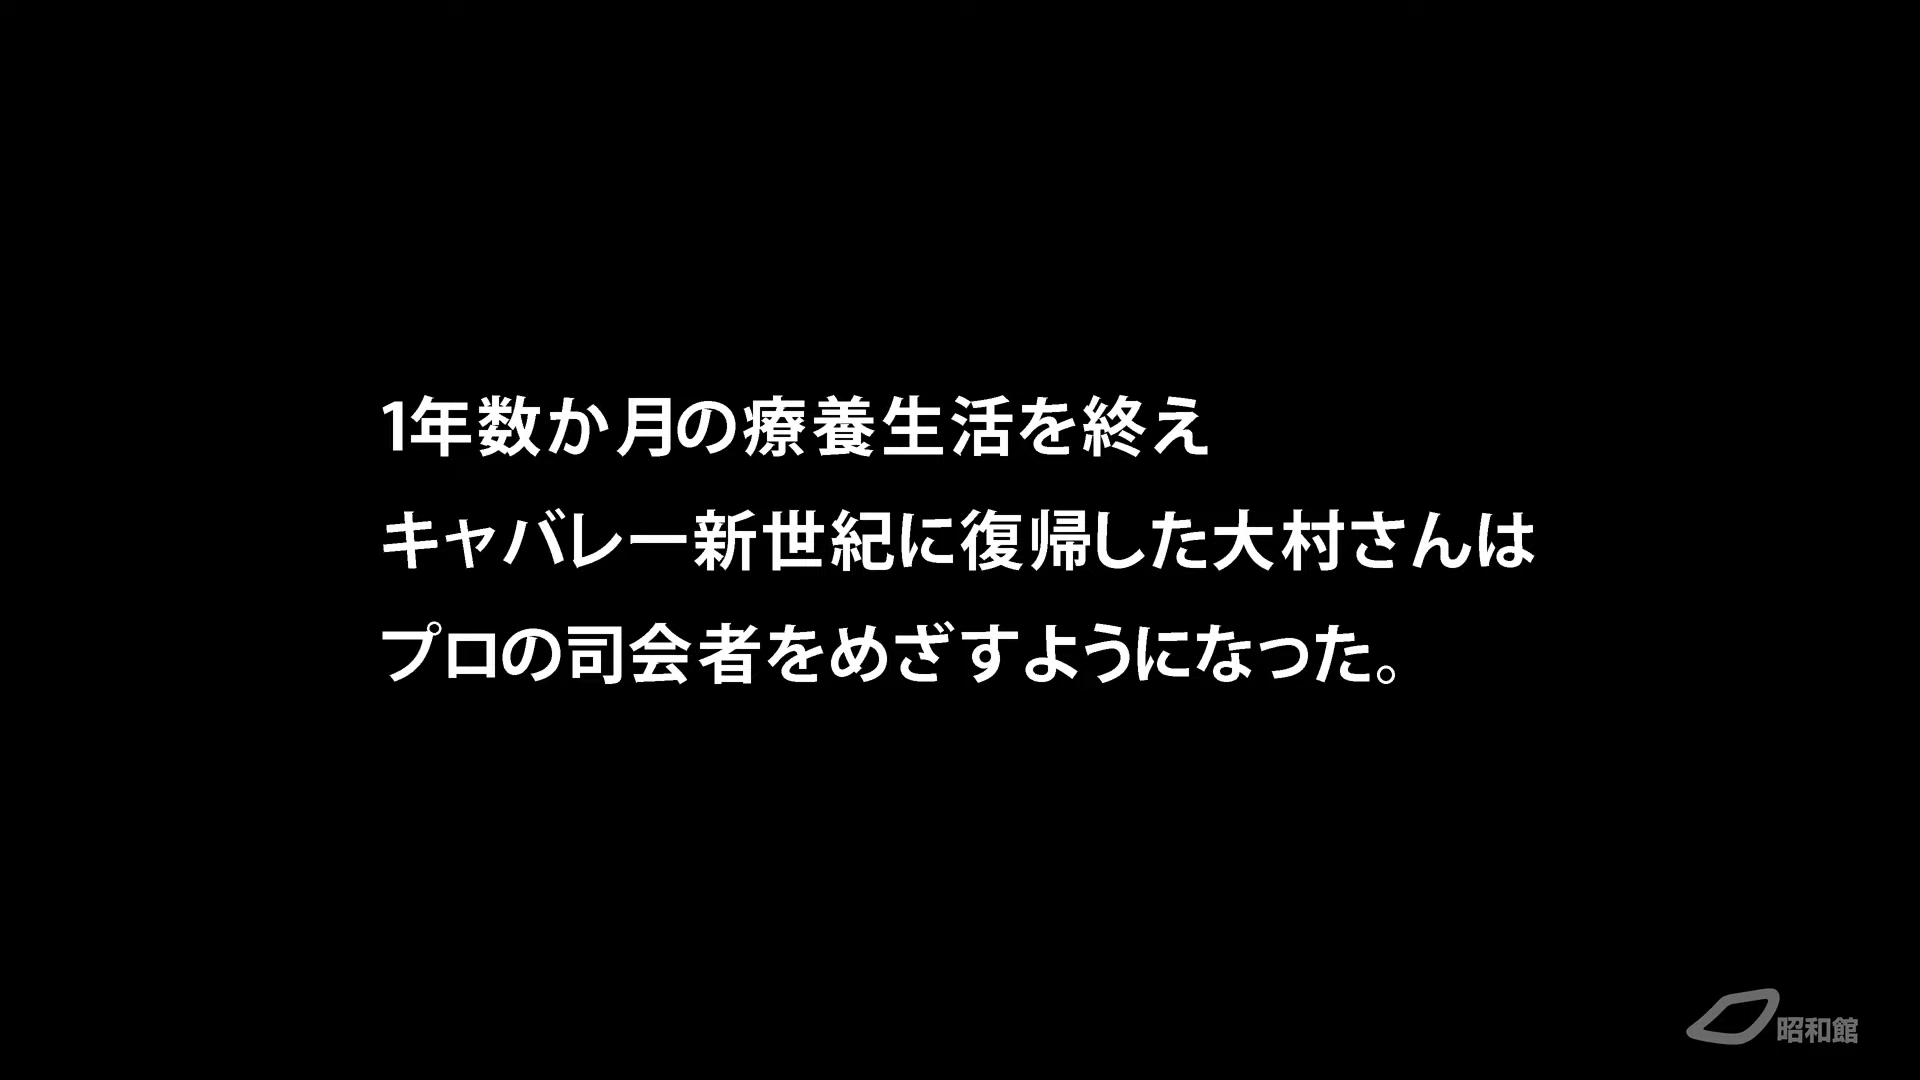 1年数か月の療養生活を終え
キャバレー新世紀に復帰した大村さんは
プロの司会者をめざすようになった。
昭和館